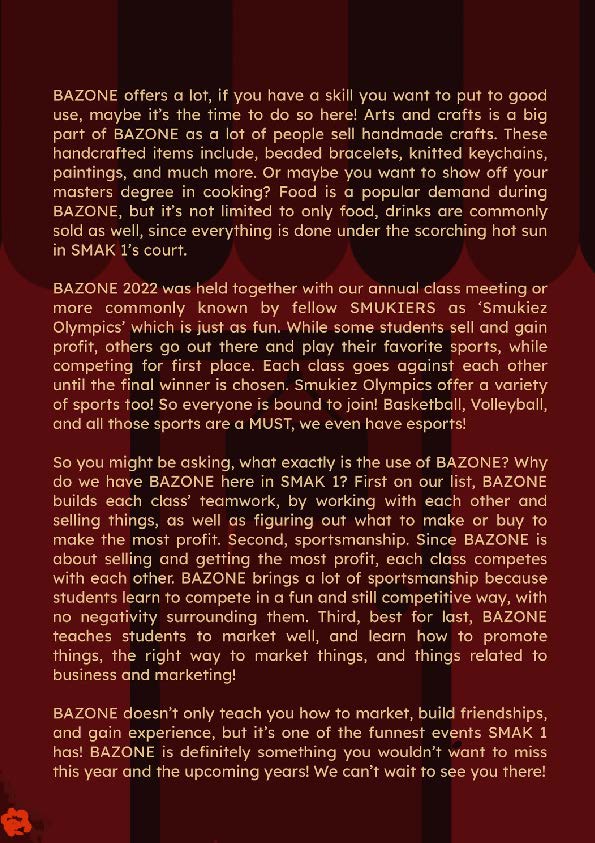 BAZONE offers a lot, if you have a skill you want to put to good
use, maybe it's the time to do so here! Arts and crafts is a big
part of BAZONE as a lot of people sell handmade crafts. These
handcrafted items include, beaded bracelets, knitted keychains,
paintings, and much more. Or maybe you want to show off your
masters degree in cooking? Food is a popular demand during
BAZONE, but it's not limited to only food, drinks are commonly
sold as well, since everything is done under the scorching hot sun
in SMAK 1's court.
BAZONE 2022 was held together with our annual class meeting or
more commonly known by fellow SMUKIERS as 'Smukiez
Olympics' which is just as fun. While some students sell and gain
profit, others go out there and play their favorite sports, while
competing for first place. Each class goes against each other
until the final winner is chosen. Smukiez Olympics offer a variety
of sports too! So everyone is bound to join! Basketball, Volleyball,
and all those sports are a MUST, we even have esports!
So you might be asking, what exactly is the use of BAZONE? Why
do we have BAZONE here in SMAK 1? First on our list, BAZONE
builds each class' teamwork, by working with each other and
selling things, as well as figuring out what to make or buy to
make the most profit. Second, sportsmanship. Since BAZONE is
about selling and getting the most profit, each class competes
with each other. BAZONE brings a lot of sportsmanship because
students learn to compete in a fun and still competitive way, with
no negativity surrounding them. Third, best for last, BAZONE
teaches students to market well, and learn how to promote
things, the right way to market things, and things related to
business and marketing!
BAZONE doesn't only teach you how to market, build friendships,
and gain experience, but it's one of the funnest events SMAK 1
has! BAZONE is definitely something you wouldn't want to miss
this year and the upcoming years! We can't wait to see you there!